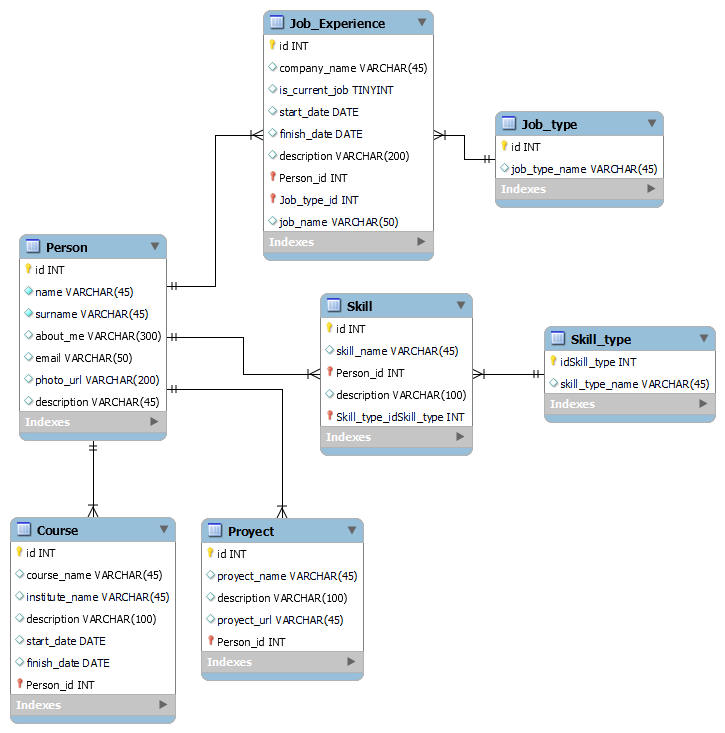 Job_Experience
id INT
company_name VARCHAR(45)
is_current_job TINYINT
start_date DATE
finish_date DATE
description VARCHAR(200)
Person_id INT
Job_type_id INT
job_name VARCHAR(50)
Indexes
Job_type
id INT
job_type_name VARCHAR(45)
Indexes
Person
id INT
name VARCHAR(45)
surname VARCHAR(45)
about_me VARCHAR(300)
email VARCHAR(50)
photo_url VARCHAR(200)
description VARCHAR(45)
Indexes
Skill
id INT
skill_name VARCHAR(45)
Person_id INT
description VARCHAR(100)
Skill_type_idSkill_type INT
Indexes
Skill_type
idSkill_type INT
skill_type_name VARCHAR(45)
Indexes
Course
id INT
course_name VARCHAR(45)
institute_name VARCHAR(45)
description VARCHAR(100)
start_date DATE
finish_date DATE
Person_id INT
Indexes
Proyect
id INT
proyect_name VARCHAR(45)
description VARCHAR(100)
proyect_url VARCHAR(45)
Person_id INT
Indexes